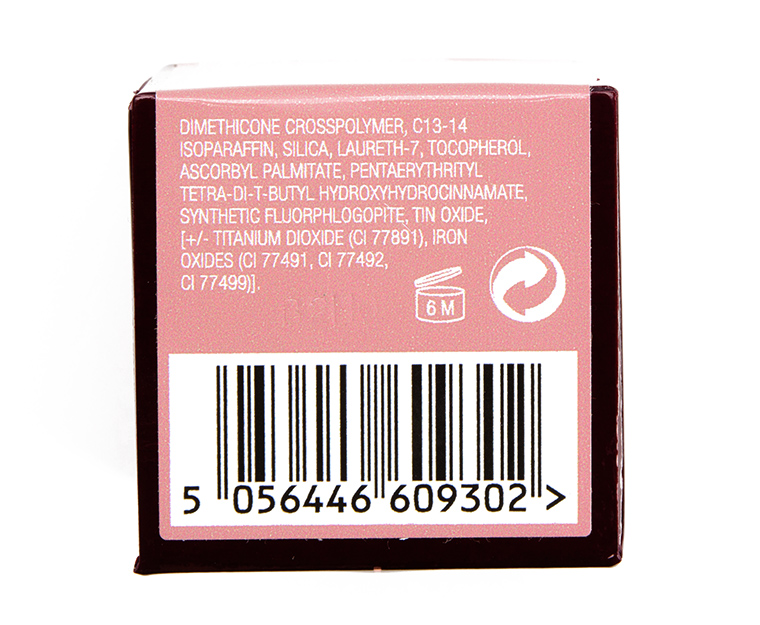 DIMETHICONE CROSSPOLYMER, C13-14
ISOPARAFFIN, SILICA, LAURETH-7, TOCOPHEROL,
ASCORBYL PALMITATE, PENTAERYTHRITYL
TETRA-DI-T-BUTYL HYDROXYHYDROCINNAMATE,
SYNTHETIC FLUORPHLOGOPITE, TIN OXIDE,
[+/- TITANIUM DIOXIDE (CI 77891), IRON
OXIDES (CI 77491, CI 77492,
CI 77499)].
6 M
5 056446 609302 >